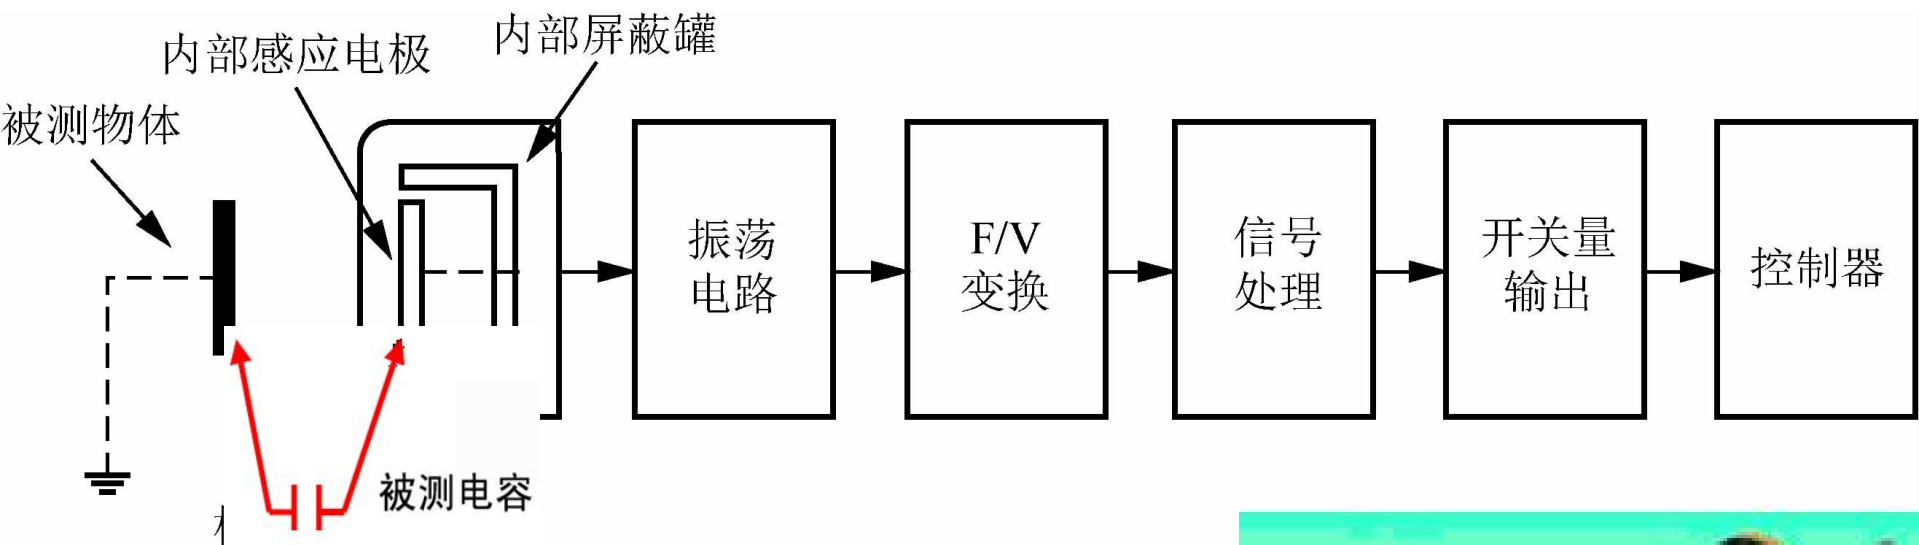 内部屏蔽罐
内部感应电极
被测物体
振荡
电路
F/V
变换
信号
处理
开关量
输出
控制器
被测电容